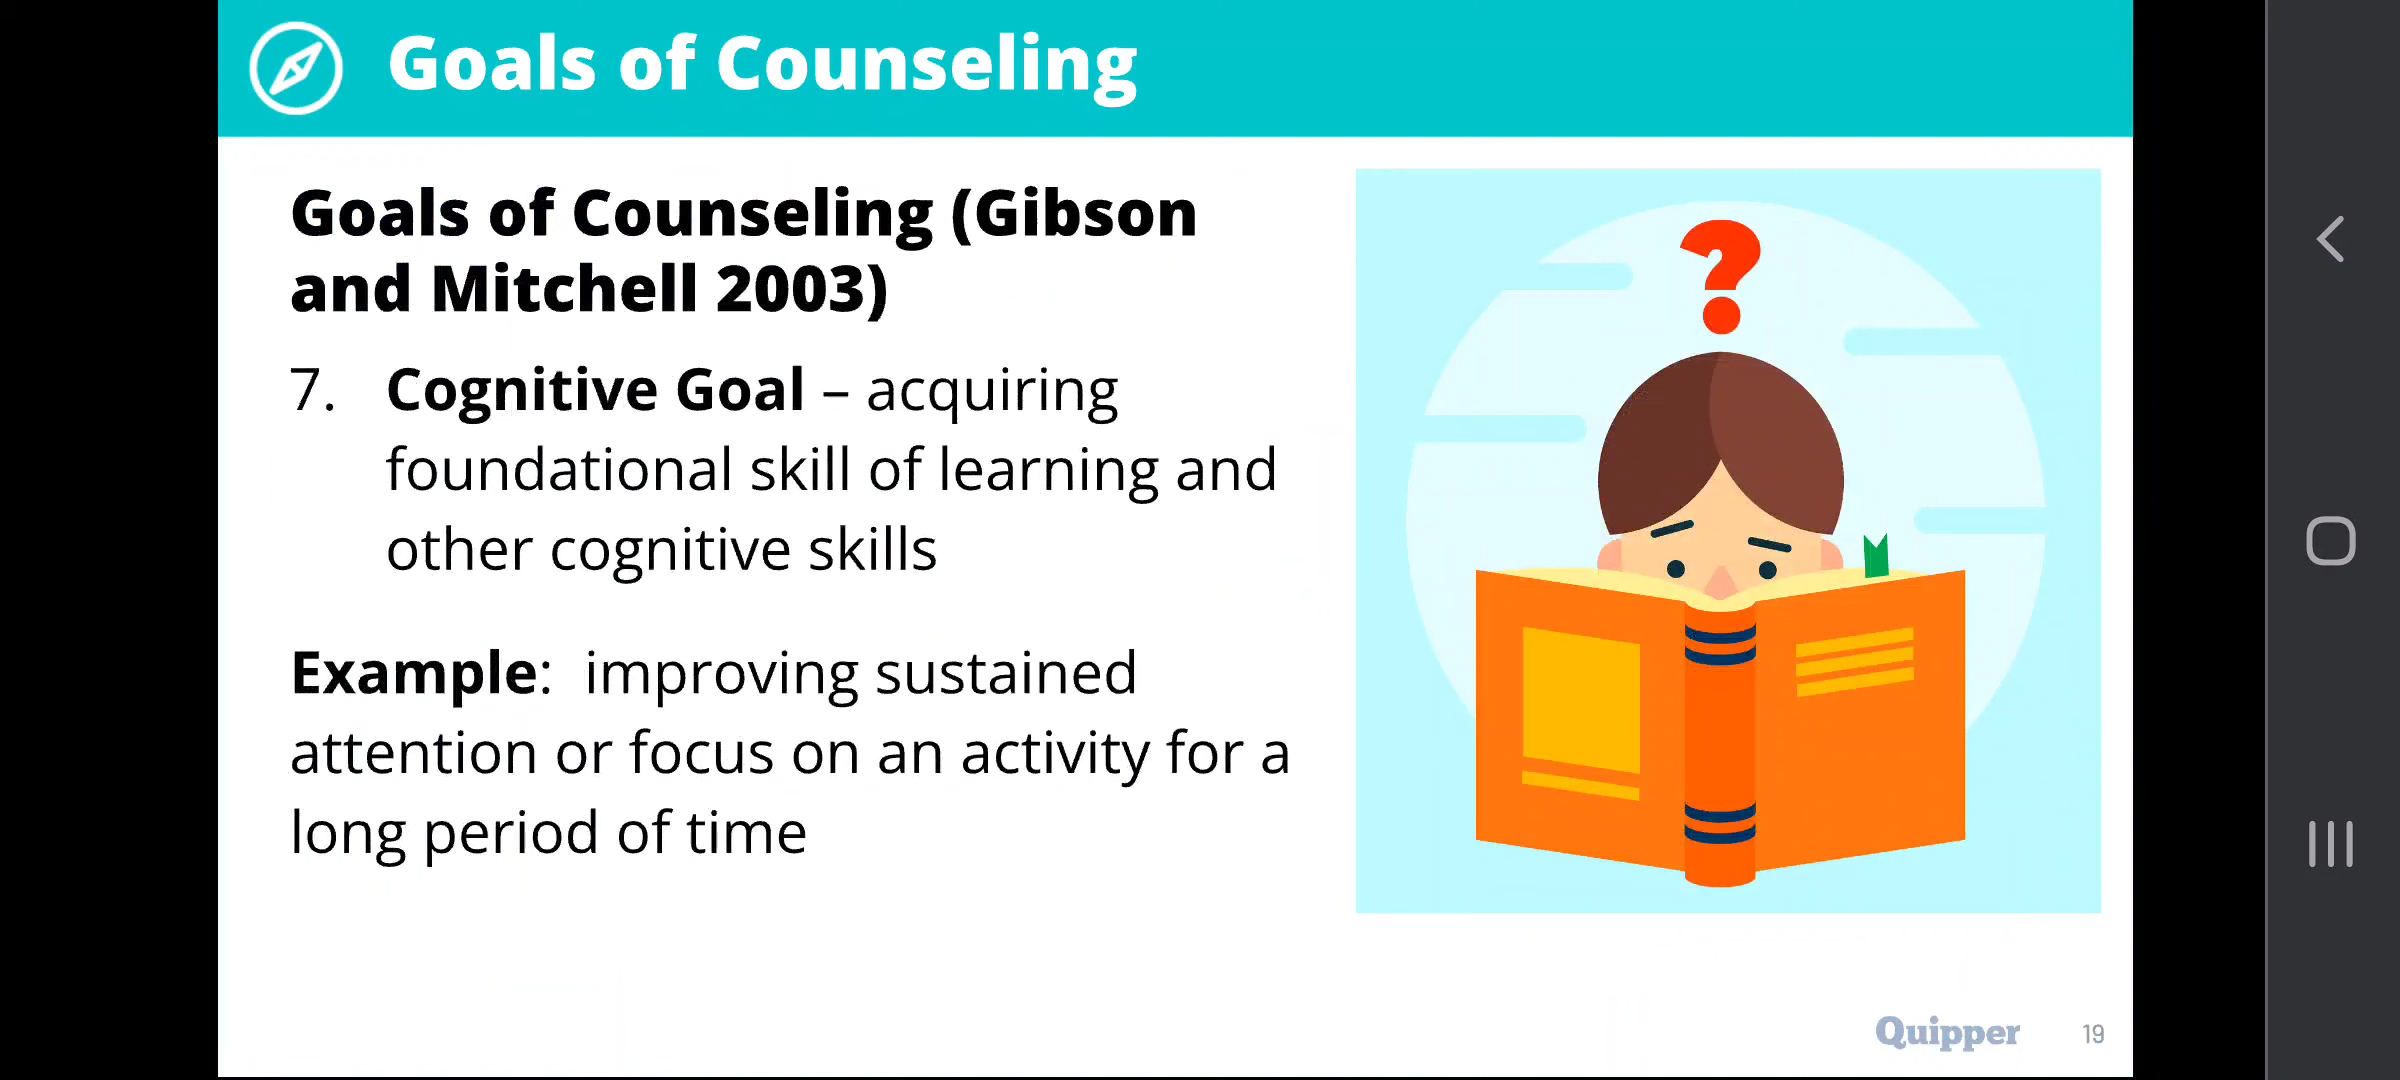 Goals of Counseling
Goals of Counseling (Gibson
and Mitchell 2003)
7. Cognitive Goal – acquiring
foundational skill of learning and
other cognitive skills
Example: improving sustained
attention or focus on an activity for a
long period of time
?
Quipper 19